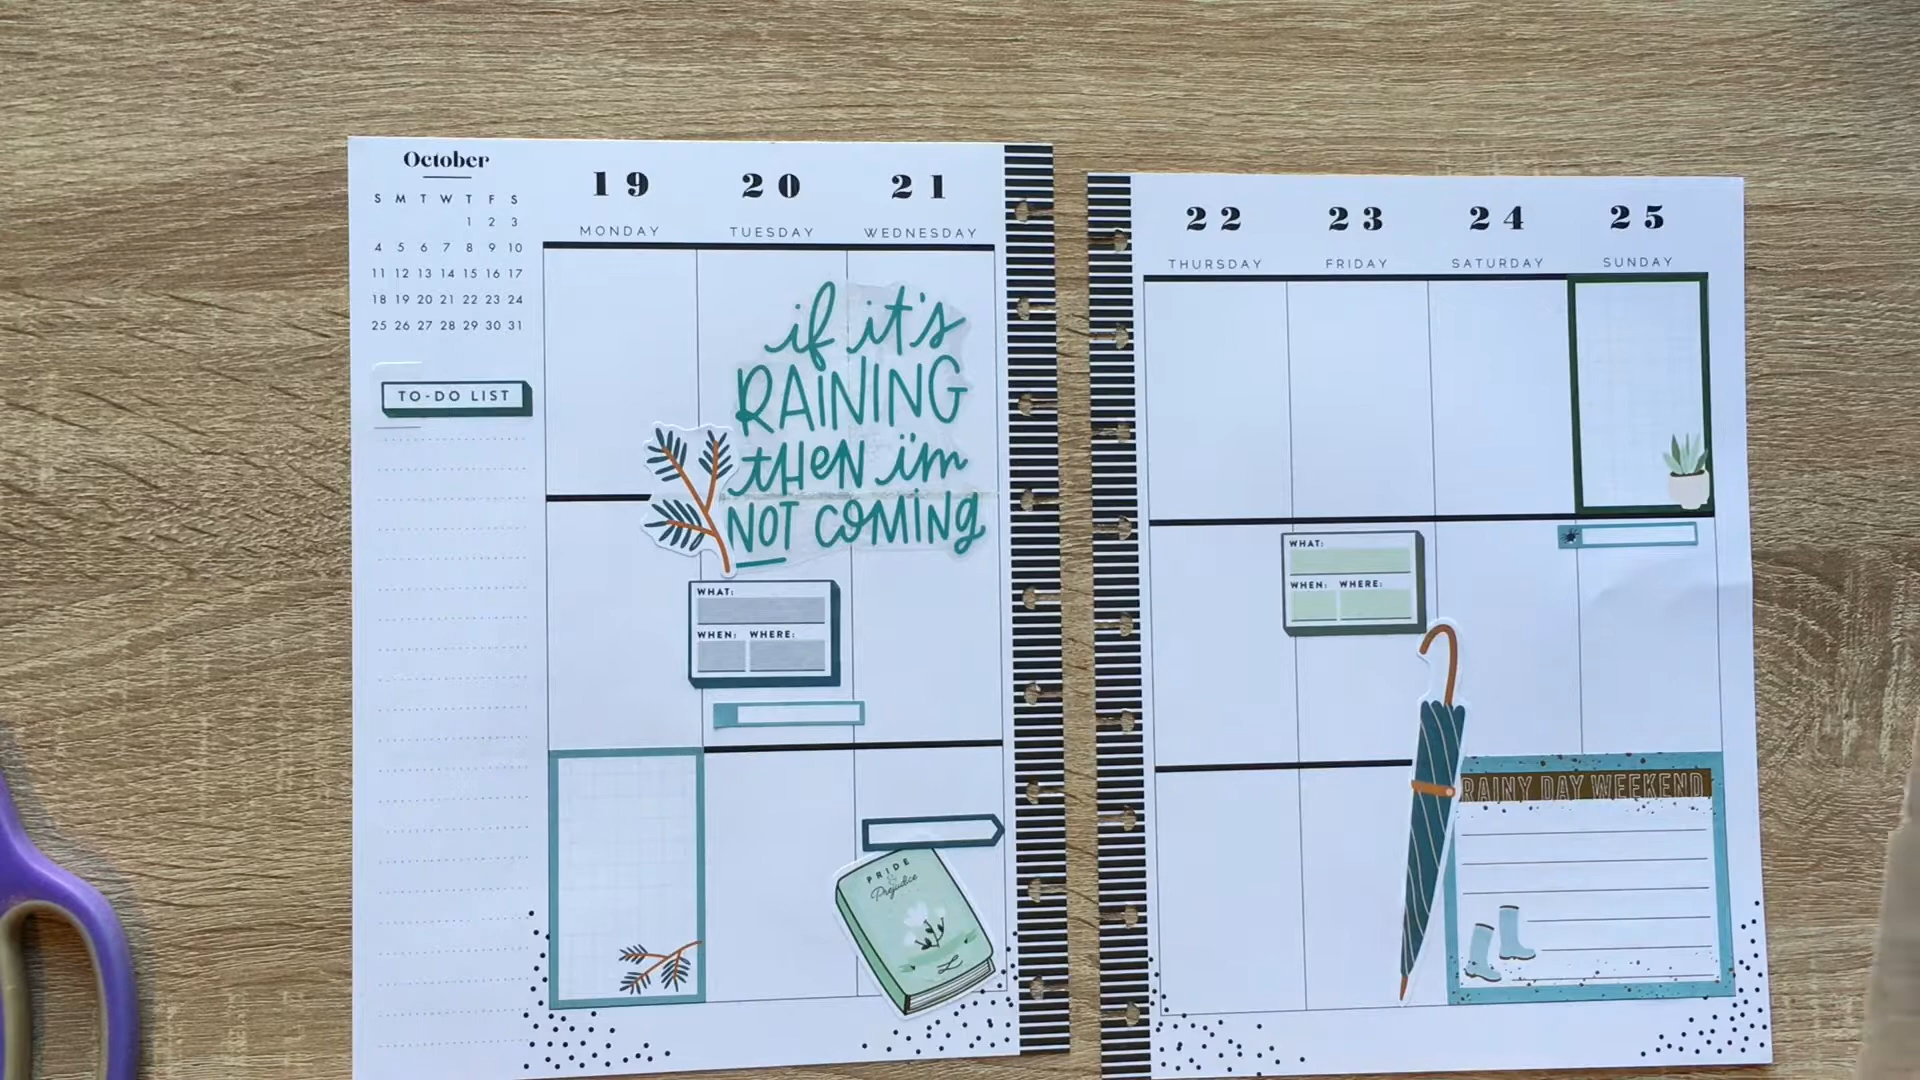 October
S M T W T F S
1 2 3
4 5 6 7 8 9 10
11 12 13 14 15 16 17
18 19 20 21 22 23 24
25 26 27 28 29 30 31
TO-DO LIST
19 20 21
MONDAY TUESDAY WEDNESDAY
if it's
RAINING
tHEN i'm
NOT COMING
WHAT:
WHEN: WHERE:
PRIDE
&
Prejudice
22 23 24 25
THURSDAY FRIDAY SATURDAY SUNDAY
WHAT:
WHEN: WHERE:
RAINY DAY WEEKEND